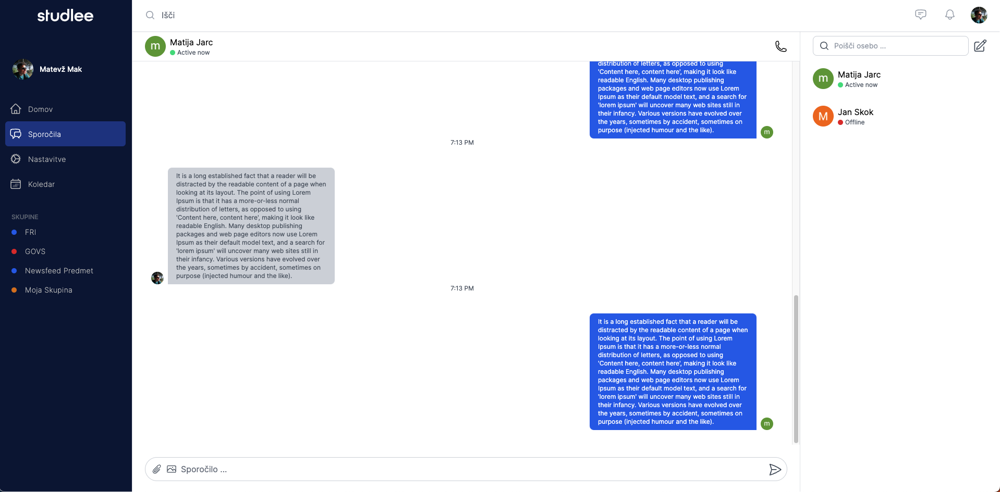 studlee
Išči
Matevž Mak
Domov
Sporočila
Nastavitve
Koledar
SKUPINE
FRI
GOVS
Newsfeed Predmet
Moja Skupina
m
Matija Jarc
Active now
distribution of letters, as opposed to using
'Content here, content here', making it look like
readable English. Many desktop publishing
packages and web page editors now use Lorem
Ipsum as their default model text, and a search for
'lorem ipsum' will uncover many web sites still in
their infancy. Various versions have evolved over
the years, sometimes by accident, sometimes on
purpose (injected humour and the like).
m
7:13 PM
It is a long established fact that a reader will be
distracted by the readable content of a page when
looking at its layout. The point of using Lorem
Ipsum is that it has a more-or-less normal
distribution of letters, as opposed to using
'Content here, content here', making it look like
readable English. Many desktop publishing
packages and web page editors now use Lorem
Ipsum as their default model text, and a search for
'lorem ipsum' will uncover many web sites still in
their infancy. Various versions have evolved over
the years, sometimes by accident, sometimes on
purpose (injected humour and the like).
7:13 PM
It is a long established fact that a reader will be
distracted by the readable content of a page when
looking at its layout. The point of using Lorem
Ipsum is that it has a more-or-less normal
distribution of letters, as opposed to using
'Content here, content here', making it look like
readable English. Many desktop publishing
packages and web page editors now use Lorem
Ipsum as their default model text, and a search for
'lorem ipsum' will uncover many web sites still in
their infancy. Various versions have evolved over
the years, sometimes by accident, sometimes on
purpose (injected humour and the like).
m
Sporočilo ...
Poišči osebo ...
m
Matija Jarc
Active now
M
Jan Skok
Offline